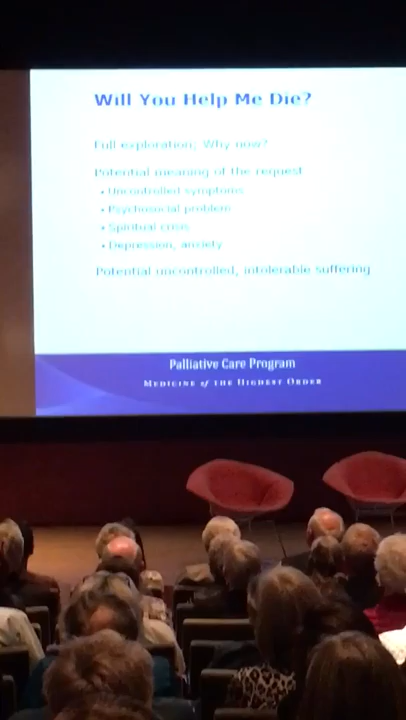 Will You Help Me Die?
Full exploration; Why now?
Potential meaning of the request
• Uncontrolled symptoms
• Psychosocial problem
• Spiritual crisis
• Depression, anxiety
Potential uncontrolled, intolerable suffering
Palliative Care Program
MEDICINE of THE HIGHEST ORDER